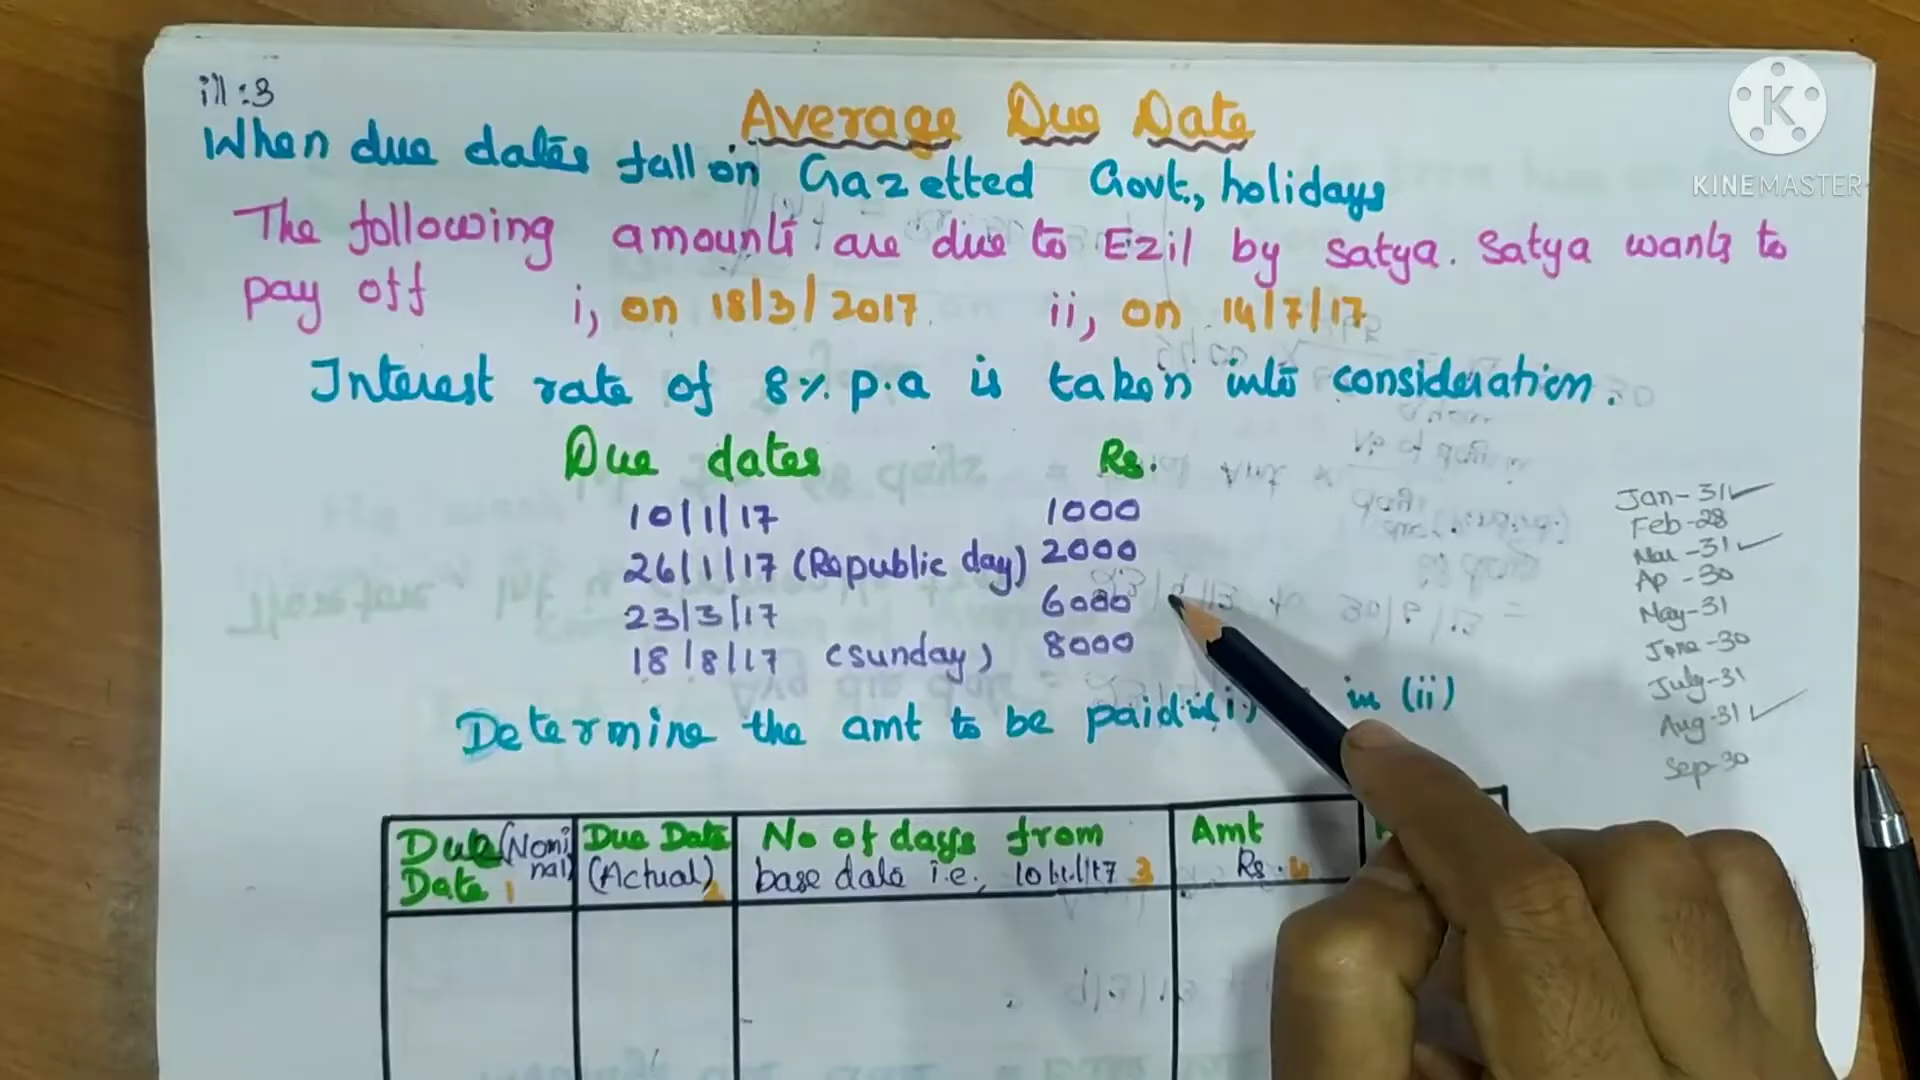 ill:3
Average Due Date
When due dates fall on Gazetted Govt., holidays
The following amounts are due to Ezil by Satya. Satya wants to
pay off i, on 18/3/2017 ii, on 14/7/17
Interest rate of 8% p.a is taken into consideration.
Due dates Rs.
10/1/17 1000
26/1/17 (Republic day) 2000
23/3/17 6000
18/8/17 (Sunday) 8000
Determine the amt to be paid in (ii)
Jan-31 ✓
Feb-28
Mar-31 ✓
Ap-30
May-31
June-30
July-31
Aug-31 ✓
Sep-30
Due (Nominal) Date 1
Due Date (Actual) 2
No of days from
base date i.e., 10/1/17 3
Amt
Rs. 4
KINEMASTER